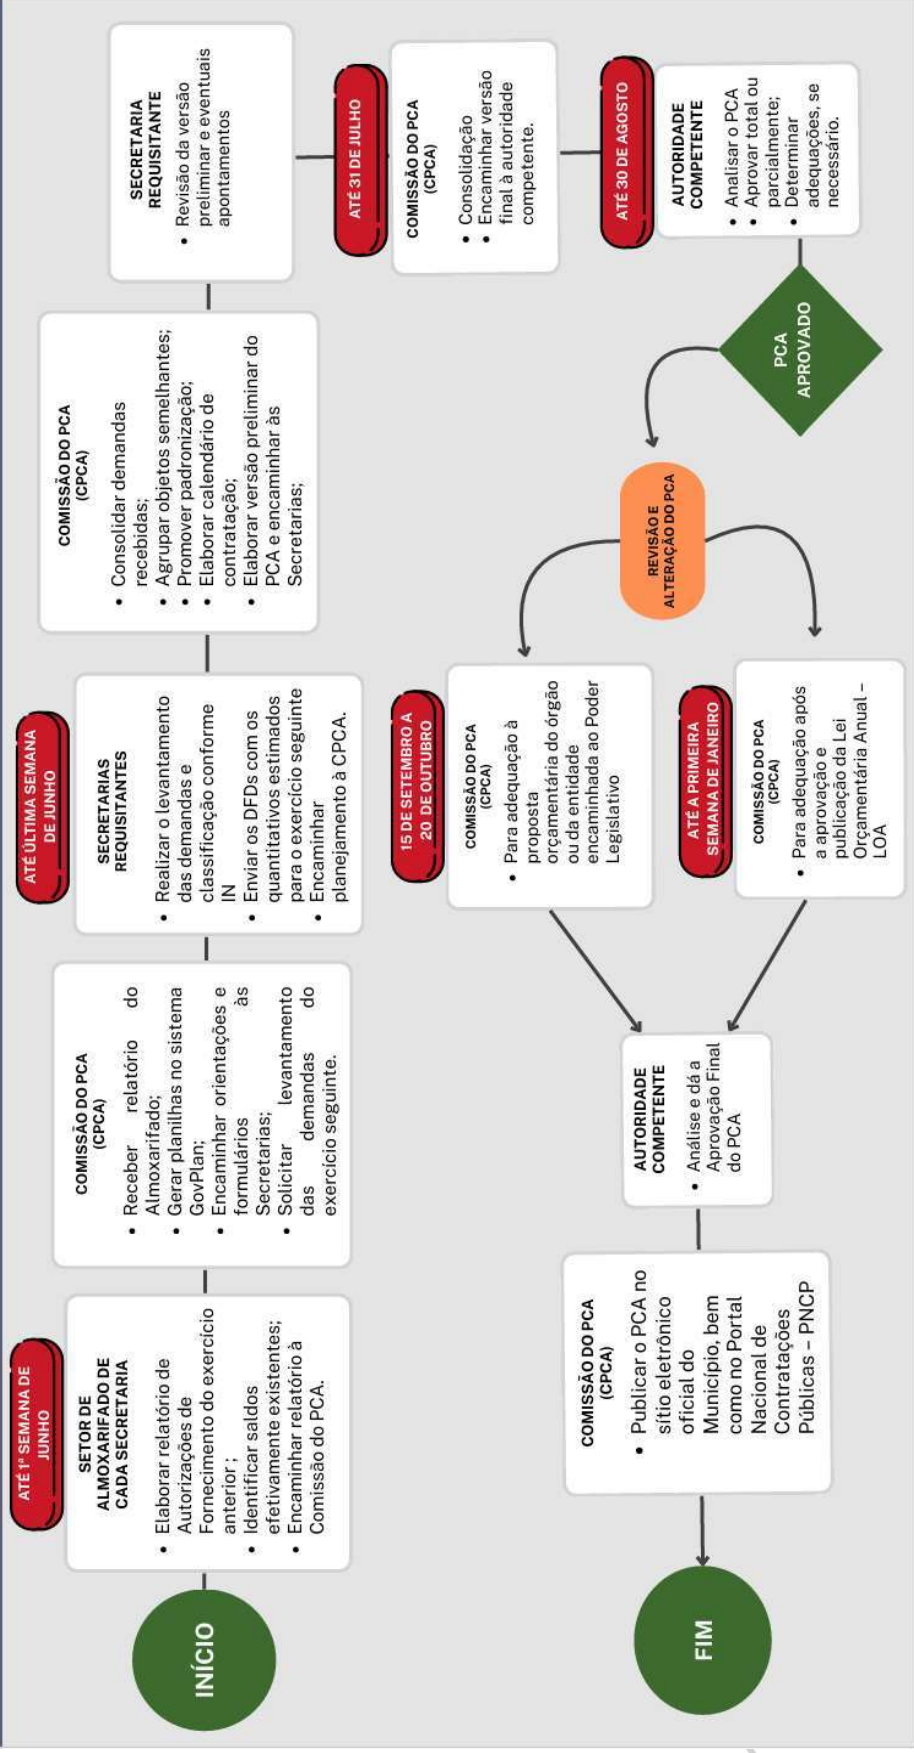 INÍCIO
ATÉ 1ª SEMANA DE
JUNHO
SETOR DE
ALMOXARIFADO DE
CADA SECRETARIA
• Elaborar relatório de
Autorizações de
Fornecimento do exercício
anterior ;
• Identificar saldos
efetivamente existentes;
• Encaminhar relatório à
Comissão do PCA.
COMISSÃO DO PCA
(CPCA)
• Receber relatório do
Almoxarifado;
• Gerar planilhas no sistema
GovPlan;
• Encaminhar orientações e
formulários às
Secretarias;
• Solicitar levantamento
das demandas do
exercício seguinte.
ATÉ ÚLTIMA SEMANA
DE JUNHO
SECRETARIAS
REQUISITANTES
• Realizar o levantamento
das demandas e
classificação conforme
IN
• Enviar os DFDs com os
quantitativos estimados
para o exercício seguinte
• Encaminhar
planejamento à CPCA.
COMISSÃO DO PCA
(CPCA)
• Consolidar demandas
recebidas;
• Agrupar objetos semelhantes;
• Promover padronização;
• Elaborar calendário de
contratação;
• Elaborar versão preliminar do
PCA e encaminhar às
Secretarias;
SECRETARIA
REQUISITANTE
• Revisão da versão
preliminar e eventuais
apontamentos
ATÉ 31 DE JULHO
COMISSÃO DO PCA
(CPCA)
• Consolidação
• Encaminhar versão
final à autoridade
competente.
ATÉ 30 DE AGOSTO
AUTORIDADE
COMPETENTE
• Analisar o PCA
• Aprovar total ou
parcialmente;
• Determinar
adequações, se
necessário.
PCA
APROVADO
REVISÃO E
ALTERAÇÃO DO PCA
15 DE SETEMBRO A
20 DE OUTUBRO
COMISSÃO DO PCA
(CPCA)
• Para adequação à
proposta
orçamentária do órgão
ou da entidade
encaminhada ao Poder
Legislativo
ATÉ A PRIMEIRA
SEMANA DE JANEIRO
COMISSÃO DO PCA
(CPCA)
• Para adequação após
a aprovação e
publicação da Lei
Orçamentária Anual –
LOA
AUTORIDADE
COMPETENTE
• Análise e dá a
Aprovação Final
do PCA
COMISSÃO DO PCA
(CPCA)
• Publicar o PCA no
sítio eletrônico
oficial do
Município, bem
como no Portal
Nacional de
Contratações
Públicas – PNCP
FIM